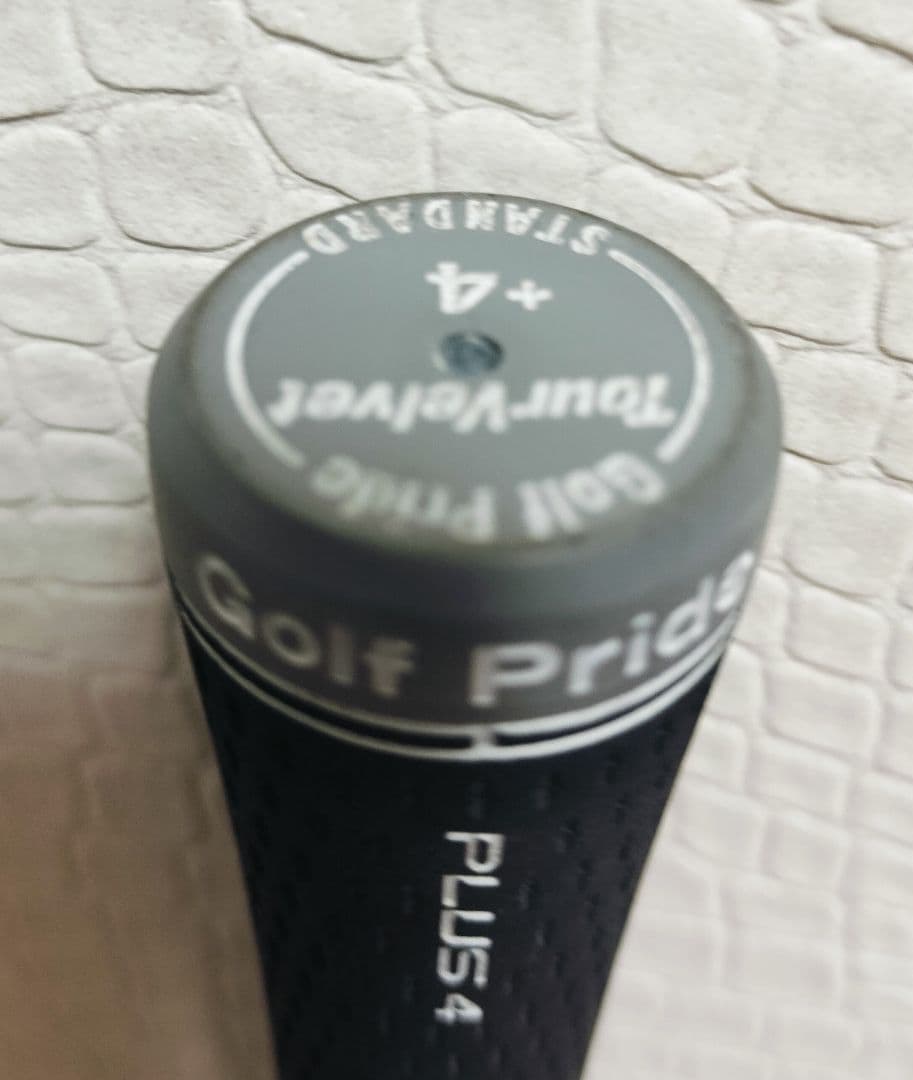 Golf Pride
TourVelvet
+4
STANDARD
Golf Pride
PLUS4